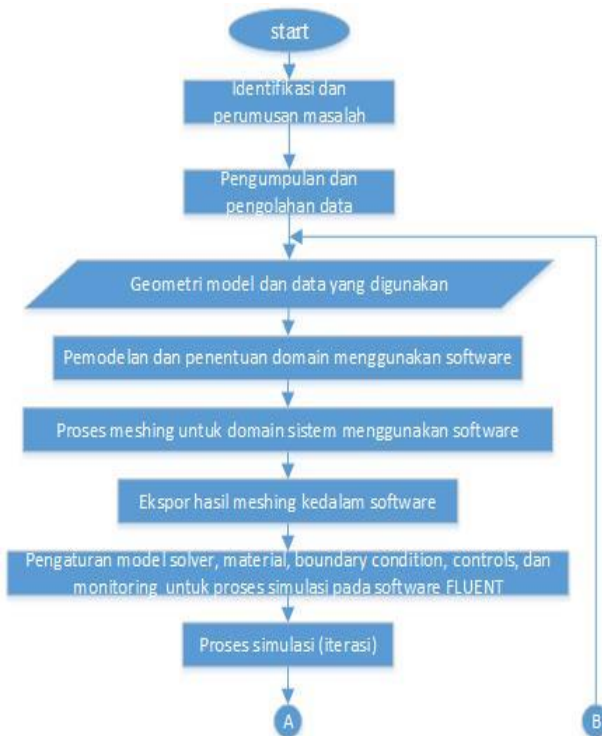 start
Identifikasi dan
perumusan masalah
Pengumpulan dan
pengolahan data
Geometri model dan data yang digunakan
Pemodelan dan penentuan domain menggunakan software
Proses meshing untuk domain sistem menggunakan software
Ekspor hasil meshing kedalam software
Pengaturan model solver, material, boundary condition, controls, dan
monitoring untuk proses simulasi pada software FLUENT
Proses simulasi (iterasi)
A
B